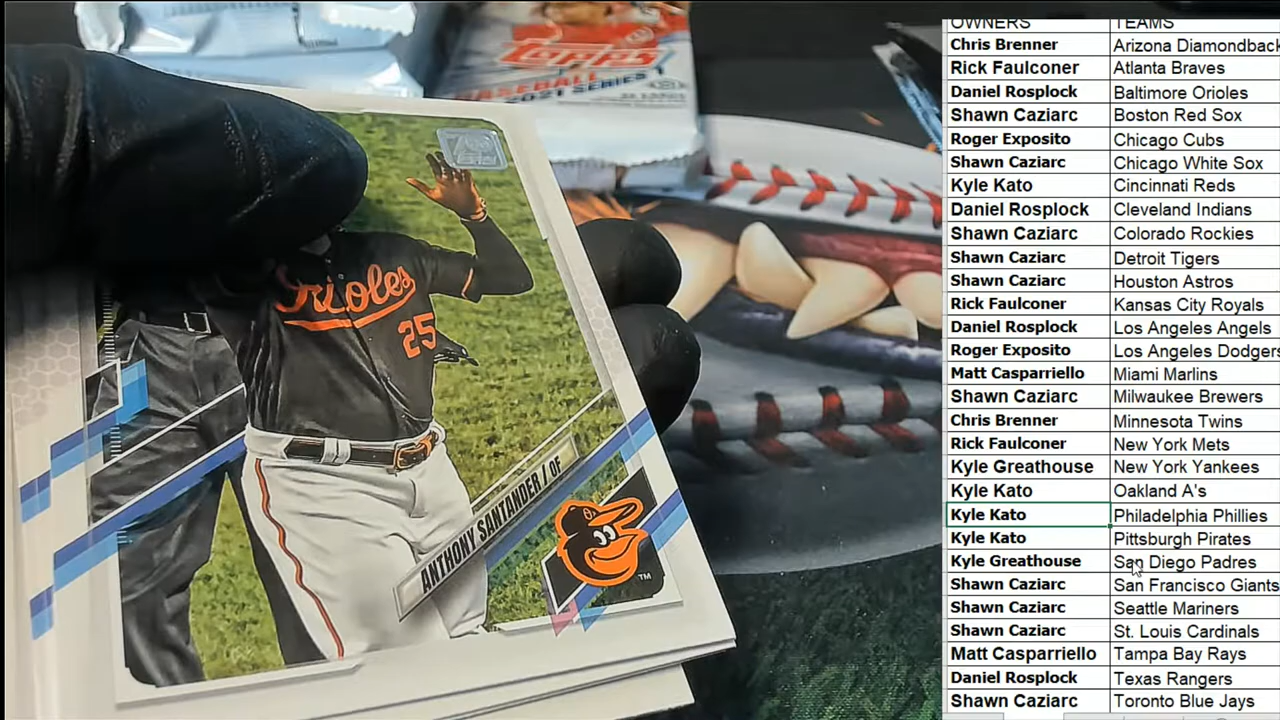 Topps
BASEBALL
2021 SERIES 1
Orioles
25
ANTHONY SANTANDER / OF
TM
OWNERS TEAMS
Chris Brenner Arizona Diamondback
Rick Faulconer Atlanta Braves
Daniel Rosplock Baltimore Orioles
Shawn Caziarc Boston Red Sox
Roger Exposito Chicago Cubs
Shawn Caziarc Chicago White Sox
Kyle Kato Cincinnati Reds
Daniel Rosplock Cleveland Indians
Shawn Caziarc Colorado Rockies
Shawn Caziarc Detroit Tigers
Shawn Caziarc Houston Astros
Rick Faulconer Kansas City Royals
Daniel Rosplock Los Angeles Angels
Roger Exposito Los Angeles Dodgers
Matt Casparriello Miami Marlins
Shawn Caziarc Milwaukee Brewers
Chris Brenner Minnesota Twins
Rick Faulconer New York Mets
Kyle Greathouse New York Yankees
Kyle Kato Oakland A's
Kyle Kato Philadelphia Phillies
Kyle Kato Pittsburgh Pirates
Kyle Greathouse San Diego Padres
Shawn Caziarc San Francisco Giants
Shawn Caziarc Seattle Mariners
Shawn Caziarc St. Louis Cardinals
Matt Casparriello Tampa Bay Rays
Daniel Rosplock Texas Rangers
Shawn Caziarc Toronto Blue Jays